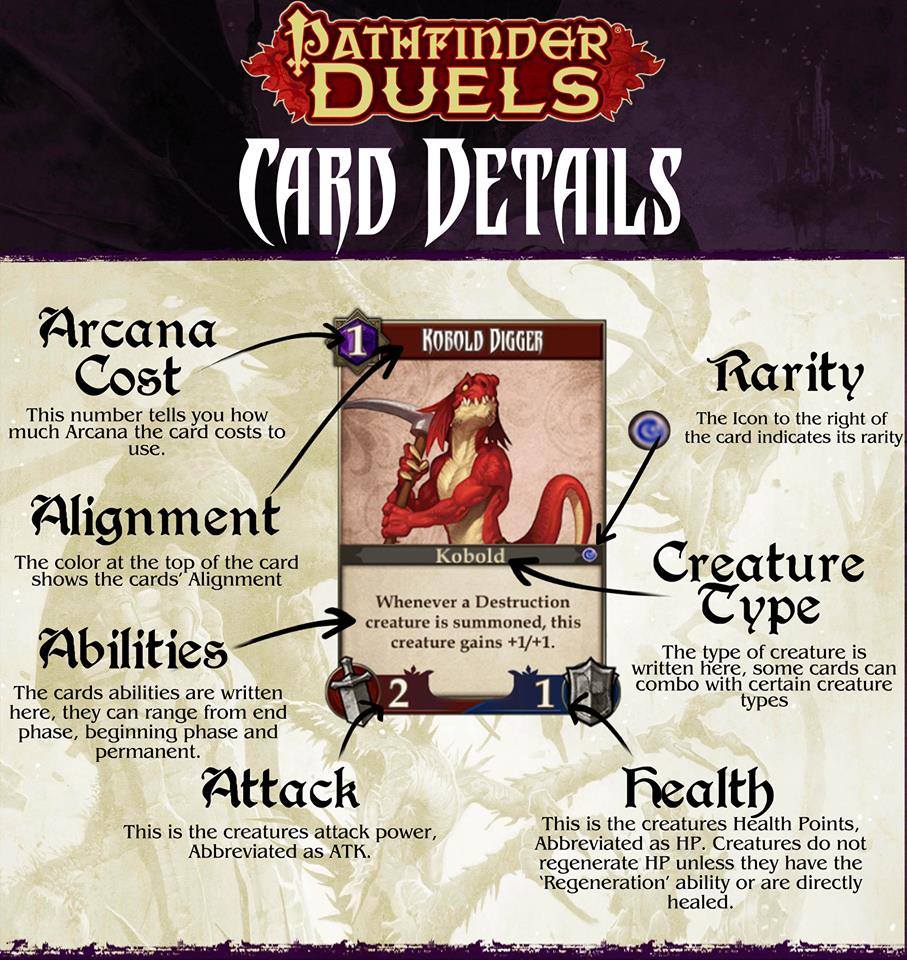 PATHFINDER
DUELS
CARD DETAILS
Arcana
Cost
This number tells you how
much Arcana the card costs to
use.
Alignment
The color at the top of the card
shows the cards' Alignment
Abilities
The cards abilities are written
here, they can range from end
phase, beginning phase and
permanent.
1
KOBOLD DIGGER
Kobold
Whenever a Destruction
creature is summoned, this
creature gains +1/+1.
2
1
Rarity
The Icon to the right of
the card indicates its rarity
Creature
Type
The type of creature is
written here, some cards can
combo with certain creature
types
Attack
This is the creatures attack power,
Abbreviated as ATK.
Health
This is the creatures Health Points,
Abbreviated as HP. Creatures do not
regenerate HP unless they have the
'Regeneration' ability or are directly
healed.